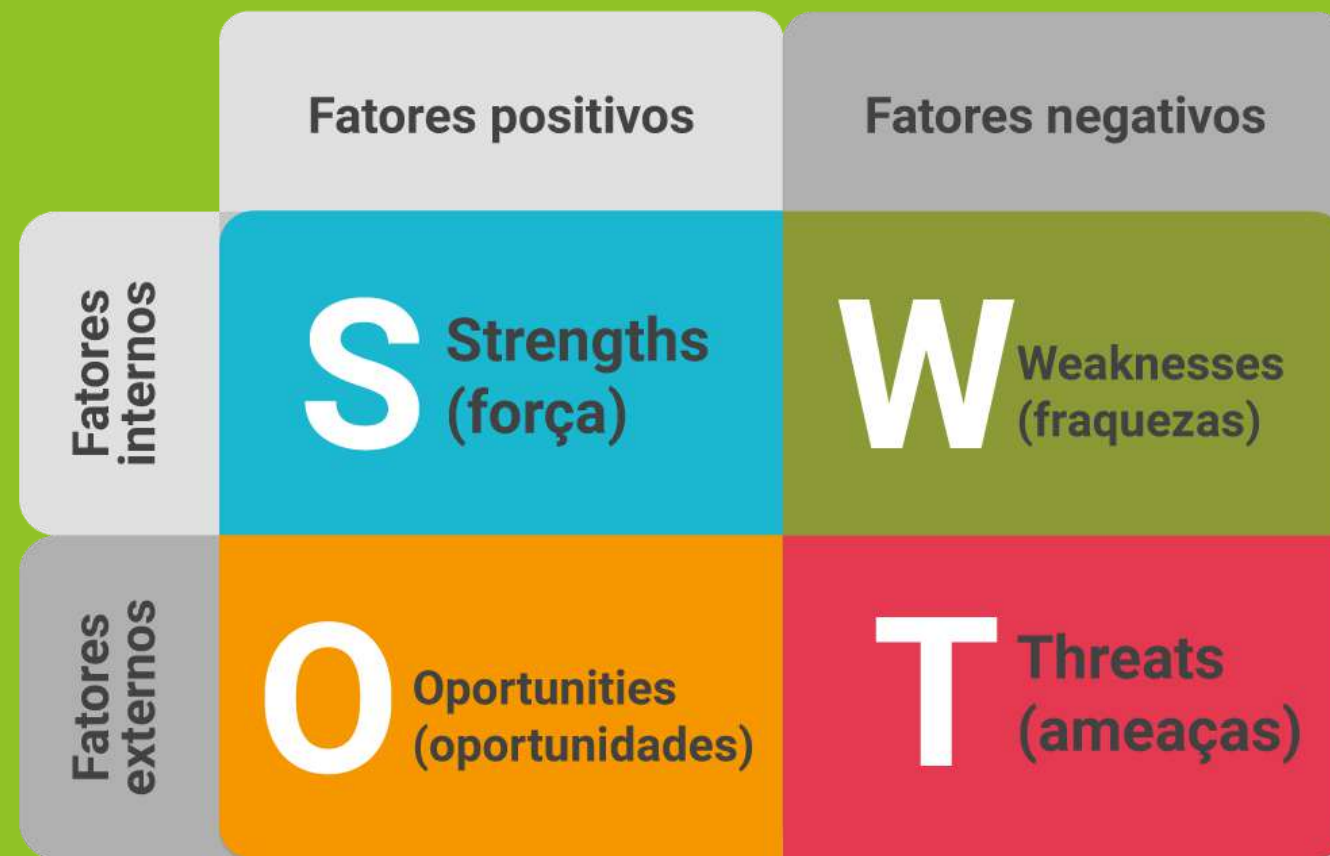 Fatores positivos
Fatores negativos
Fatores
internos
S
Strengths
(força)
W
Weaknesses
(fraquezas)
Fatores
externos
O
Oportunities
(oportunidades)
T
Threats
(ameaças)